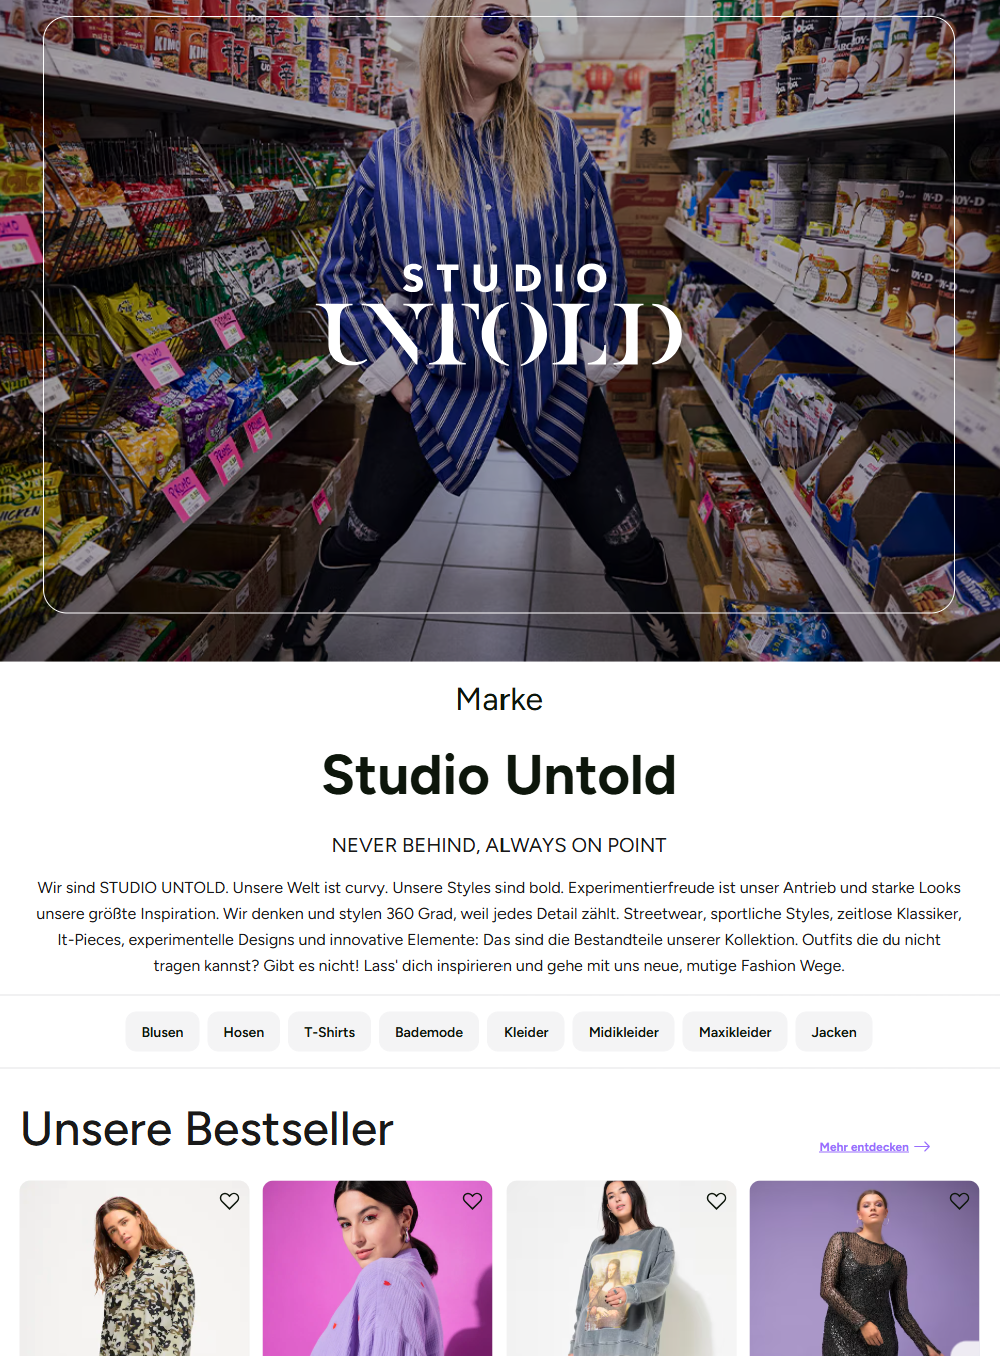 STUDIO
UNTOLD
Marke
Studio Untold
NEVER BEHIND, ALWAYS ON POINT
Wir sind STUDIO UNTOLD. Unsere Welt ist curvy. Unsere Styles sind bold. Experimentierfreude ist unser Antrieb und starke Looks
unsere größte Inspiration. Wir denken und stylen 360 Grad, weil jedes Detail zählt. Streetwear, sportliche Styles, zeitlose Klassiker,
It-Pieces, experimentelle Designs und innovative Elemente: Das sind die Bestandteile unserer Kollektion. Outfits die du nicht
tragen kannst? Gibt es nicht! Lass' dich inspirieren und gehe mit uns neue, mutige Fashion Wege.
Blusen Hosen T-Shirts Bademode Kleider Midikleider Maxikleider Jacken
Unsere Bestseller
Mehr entdecken